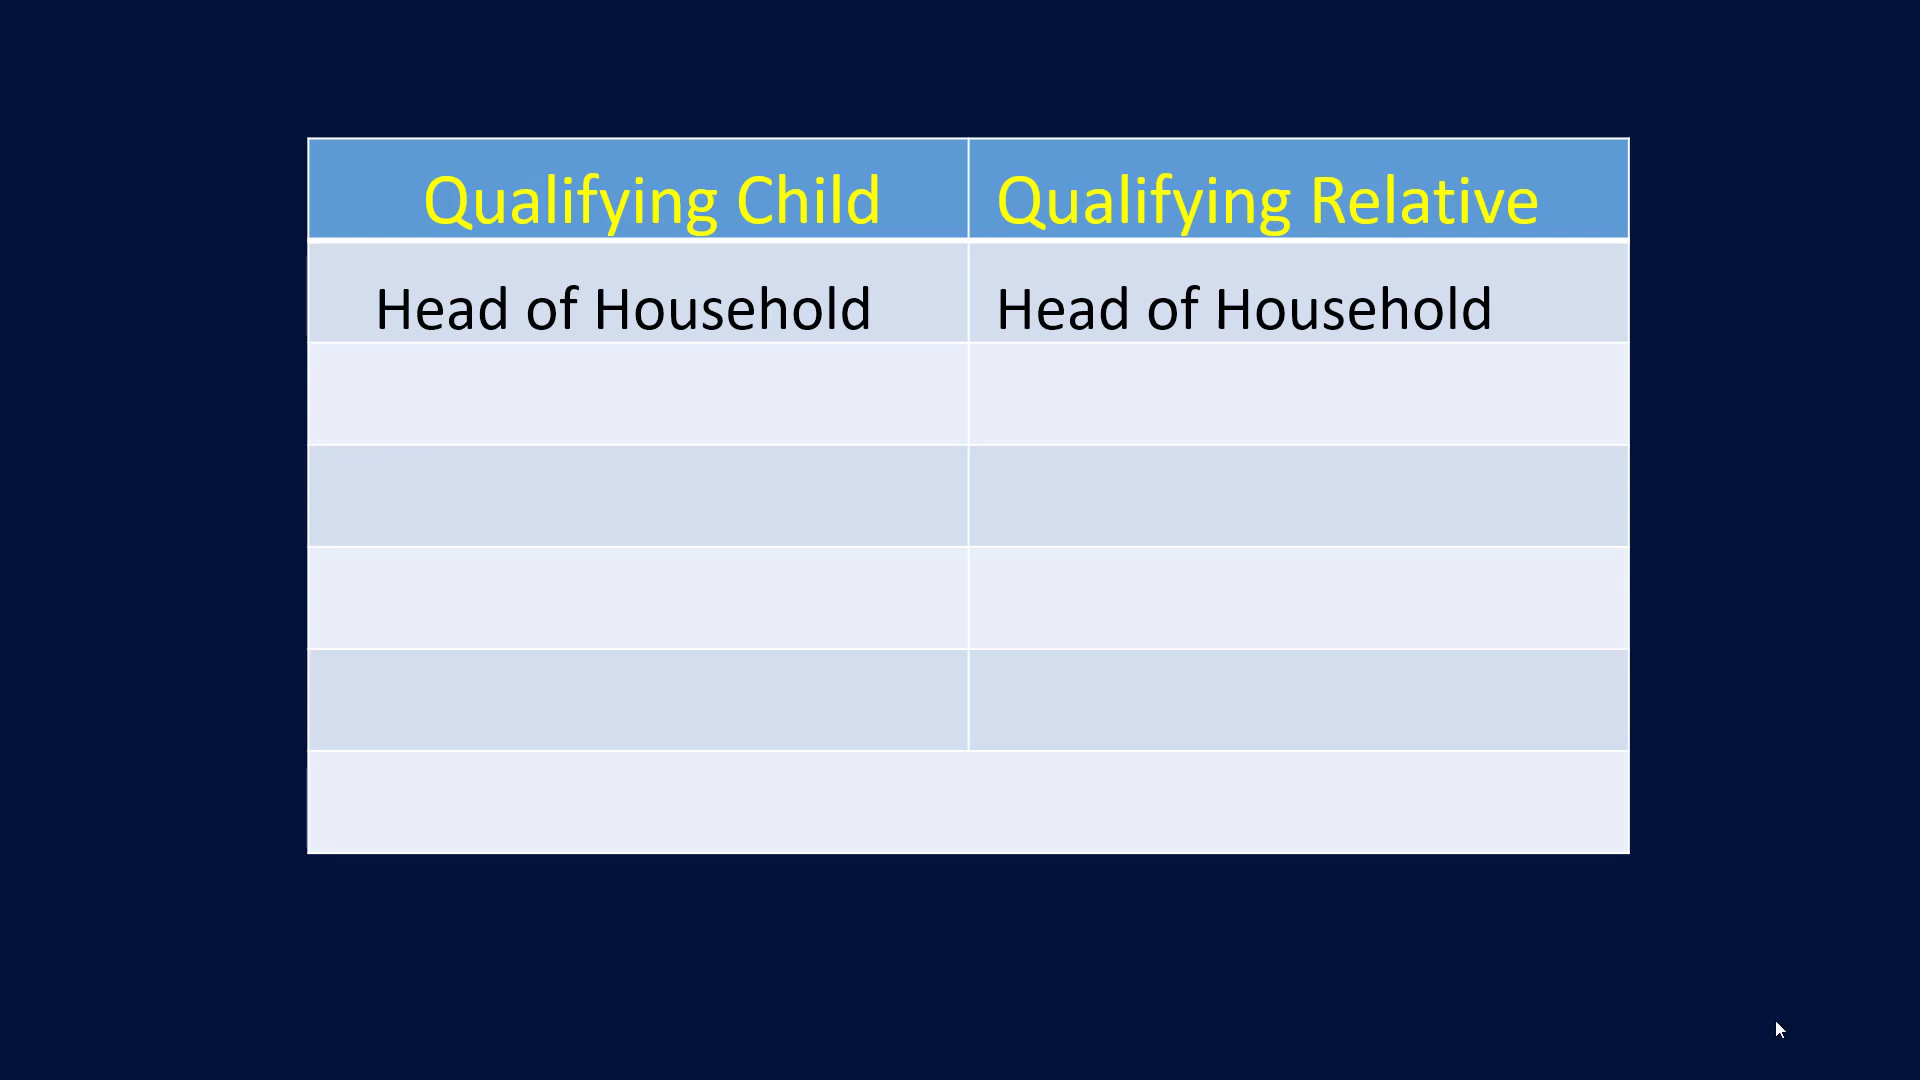 Qualifying Child
Qualifying Relative
Head of Household
Head of Household